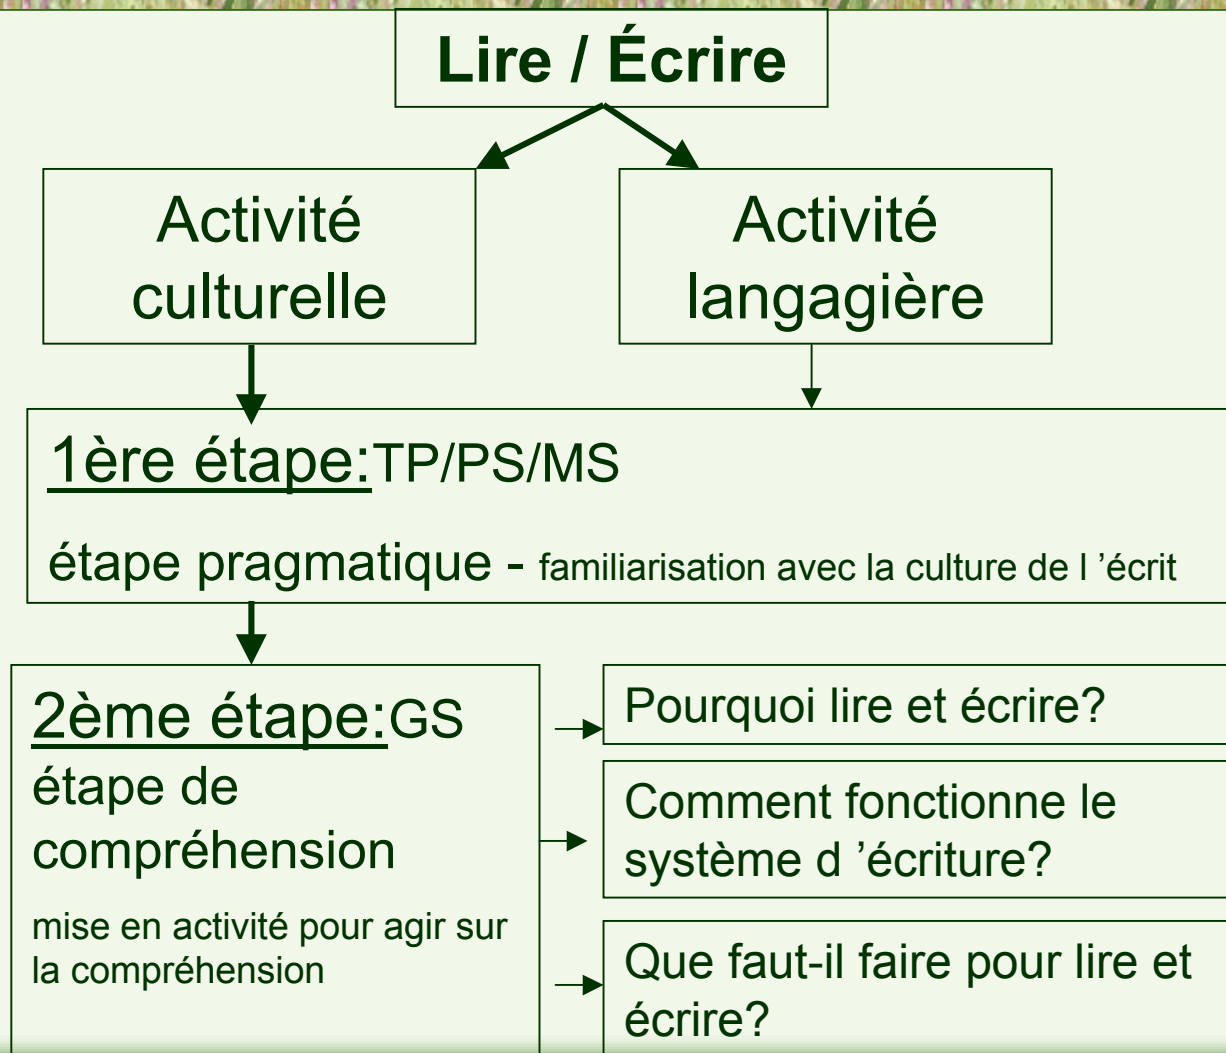 Lire / Écrire
Activité
culturelle
Activité
langagière
1ère étape:TP/PS/MS
étape pragmatique - familiarisation avec la culture de l ’écrit
2ème étape:GS
étape de
compréhension
mise en activité pour agir sur
la compréhension
Pourquoi lire et écrire?
Comment fonctionne le
système d ’écriture?
Que faut-il faire pour lire et
écrire?